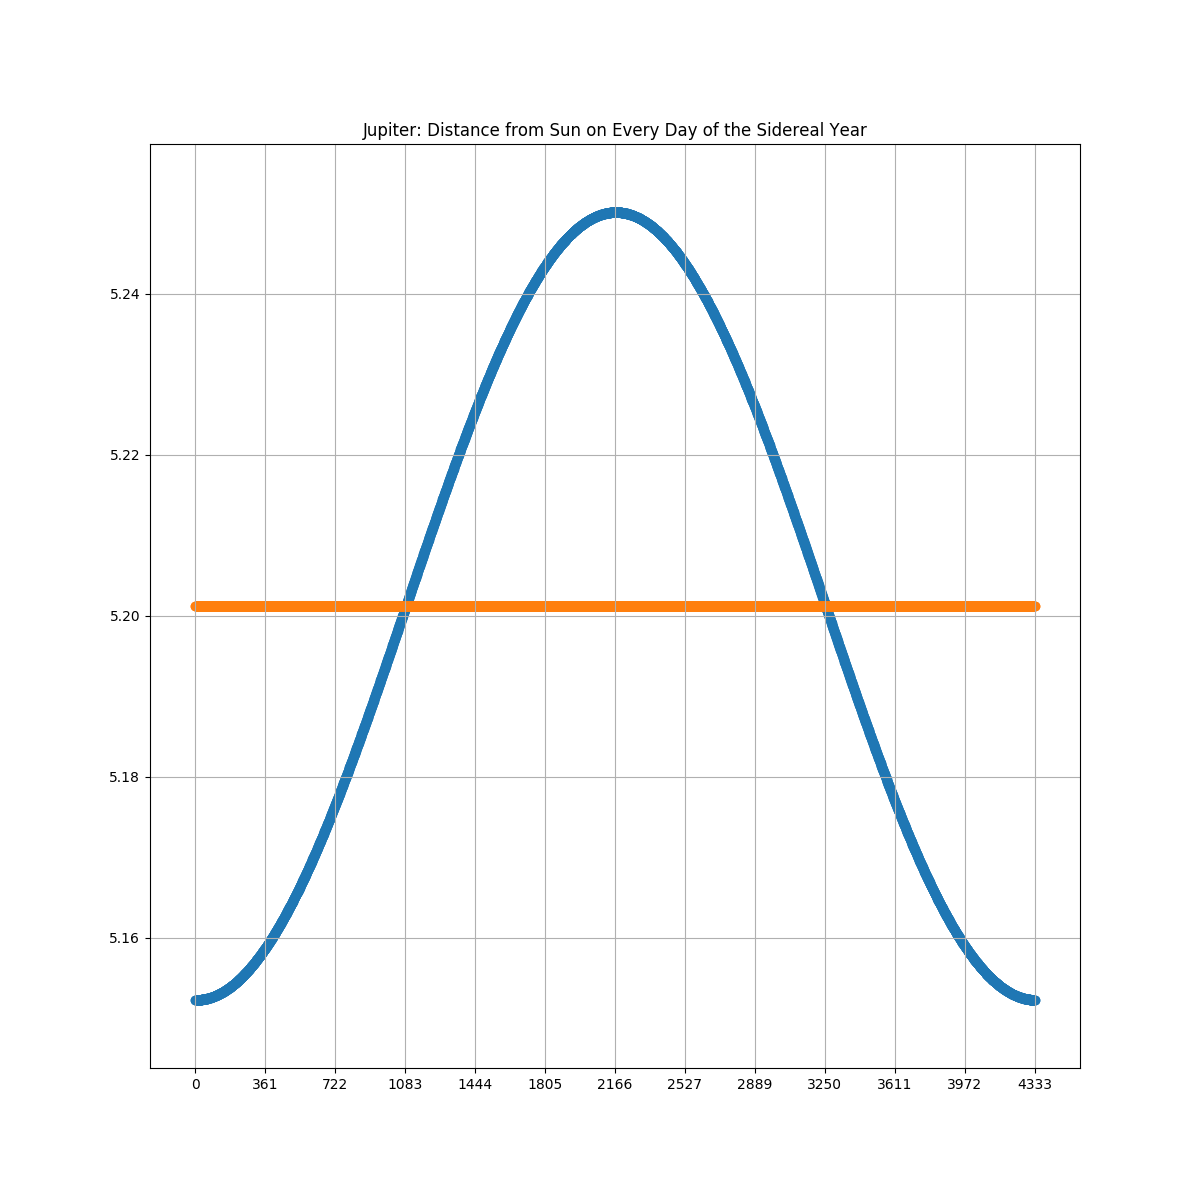 Jupiter: Distance from Sun on Every Day of the Sidereal Year
5.24
5.22
5.20
5.18
5.16
0 361 722 1083 1444 1805 2166 2527 2889 3250 3611 3972 4333